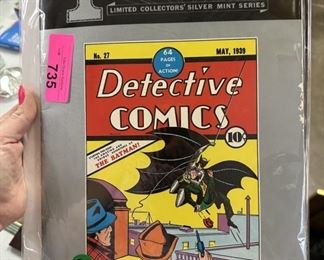 LIMITED COLLECTORS' SILVER MINT SERIES
735
No. 27
64
PAGES OF
ACTION!
MAY, 1939
Detective
COMICS
10¢
THE BATMAN!